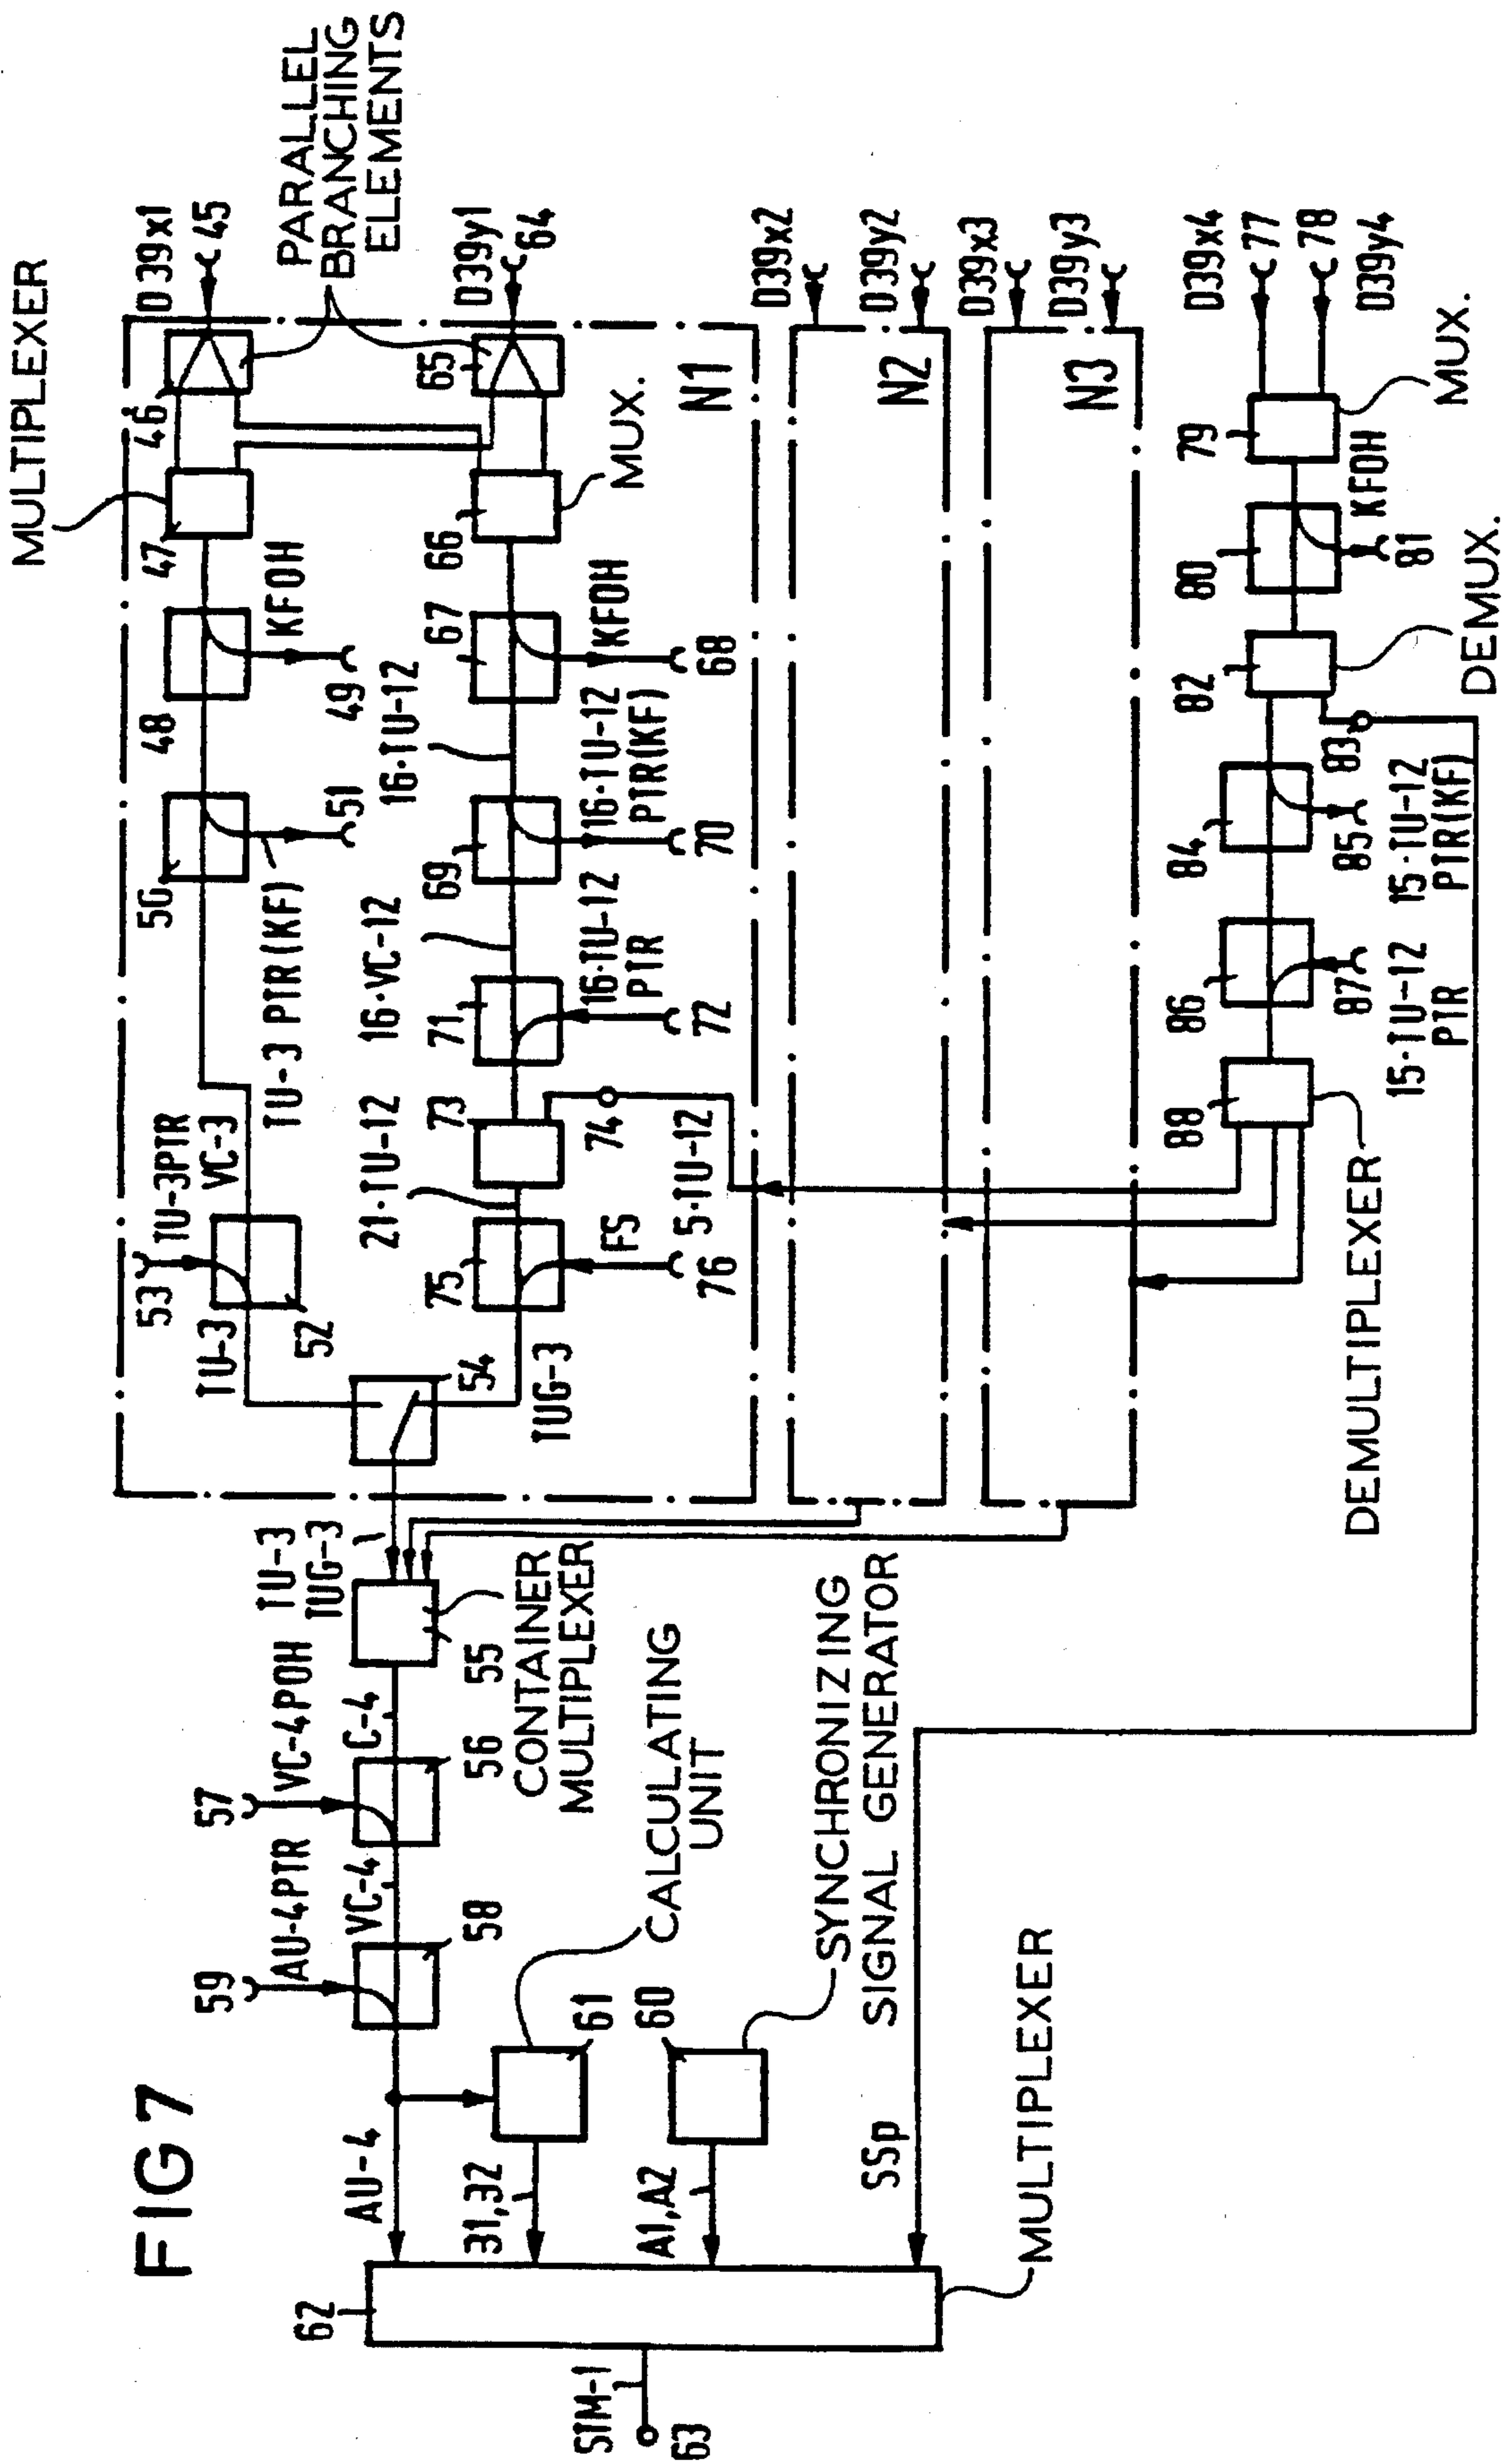 FIG 7
MULTIPLEXER
PARALLEL
BRANCHING
ELEMENTS
D39x1
45
46
47
48
KFOH
49
50
51
TU-3 PTR(KF)
TU-3PTR
VC-3
53
52
TU-3
54
D39y1
64
65
MUX.
66
67
KFOH
68
16·TU-12
69
16·TU-12
PTR(KF)
70
16·VC-12
71
16·TU-12
PTR
72
73
74
5·TU-12
21·TU-12
75
FS
76
TUG-3
N1
D39x2
D39y2
N2
D39x3
D39y3
N3
D39x4
77
78
D39y4
79
MUX.
80
KFOH
81
82
DEMUX.
83
84
85
15·TU-12
PTR(KF)
86
87
15·TU-12
PTR
88
DEMULTIPLEXER
TU-3
TUG-3
55
CONTAINER
MULTIPLEXER
C-4
VC-4POH
57
56
VC-4
AU-4PTR
59
58
CALCULATING
UNIT
61
60
SYNCHRONIZING
SIGNAL GENERATOR
AU-4
31,32
A1,A2
SSp
MULTIPLEXER
62
STM-1
63